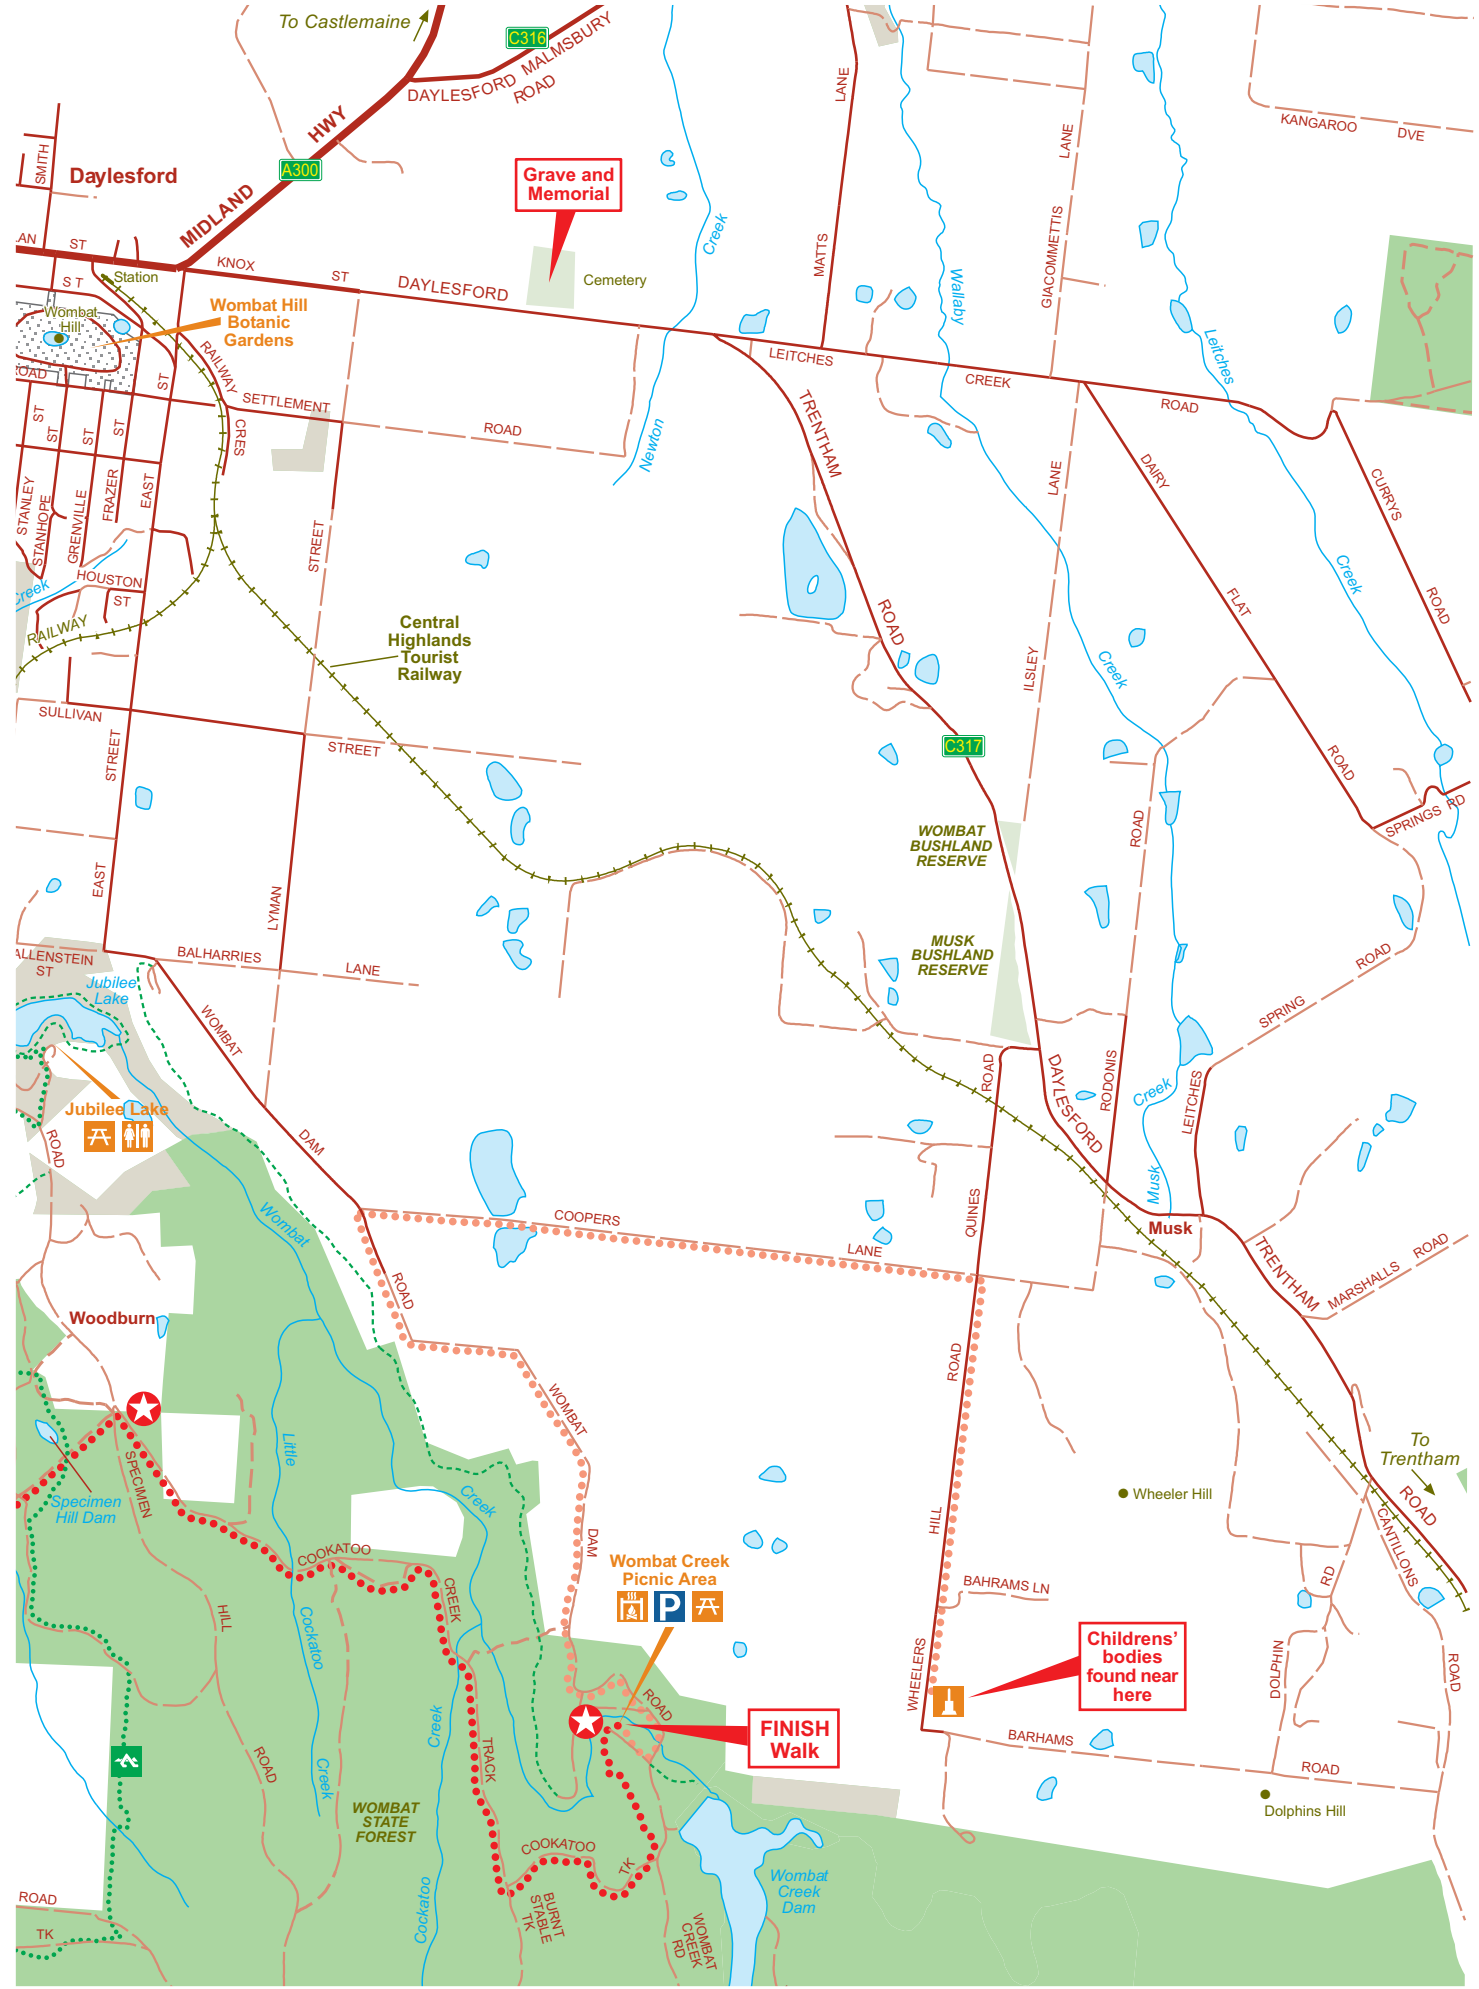 To Castlemaine
C316
DAYLESFORD MALMSBURY
ROAD
HWY
LANE
KANGAROO DVE
SMITH
Daylesford
A300
MIDLAND
Grave and
Memorial
LANE
Creek
MATTS
GIACOMMETTIS
Wallaby
LAN ST
KNOX ST
DAYLESFORD
Cemetery
Station
ST
Wombat
Hill
Wombat Hill
Botanic
Gardens
RAILWAY
LEITCHES
CREEK
ROAD
Leitches
OAD
ST
SETTLEMENT
ROAD
TRENTHAM
Newton
CRES
ST
ST
ST
ST
STANLEY
STANHOPE
GRENVILLE
FRAZER
EAST
LANE
DAIRY
CURRYS
STREET
Creek
HOUSTON
ST
Creek
FLAT
ROAD
RAILWAY
Central
Highlands
Tourist
Railway
ROAD
ILSLEY
Creek
SULLIVAN
STREET
STREET
C317
ROAD
SPRINGS RD
WOMBAT
BUSHLAND
RESERVE
ROAD
EAST
LYMAN
MUSK
BUSHLAND
RESERVE
ROAD
SPRING
ALLENSTEIN
ST
BALHARRIES
LANE
Jubilee
Lake
WOMBAT
ROAD
DAYLESFORD
RODONIS
Creek
LEITCHES
Jubilee Lake
ROAD
DAM
Musk
QUINES
COOPERS
LANE
Wombat
Musk
TRENTHAM
MARSHALLS ROAD
ROAD
Woodburn
ROAD
WOMBAT
To
Trentham
SPECIMEN
Little
Specimen
Hill Dam
Creek
Wheeler Hill
ROAD
HILL
CANTILLONS
DAM
COOKATOO
CREEK
Wombat Creek
Picnic Area
P
BAHRAMS LN
RD
HILL
Cockatoo
Childrens’
bodies
found near
here
WHEELERS
DOLPHIN
ROAD
ROAD
FINISH
Walk
Creek
TRACK
BARHAMS
ROAD
ROAD
Creek
WOMBAT
STATE
FOREST
Dolphins Hill
COOKATOO
TK
Wombat
Creek
Dam
ROAD
TK
Cockatoo
BURNT
STABLE
TK
WOMBAT
CREEK
RD